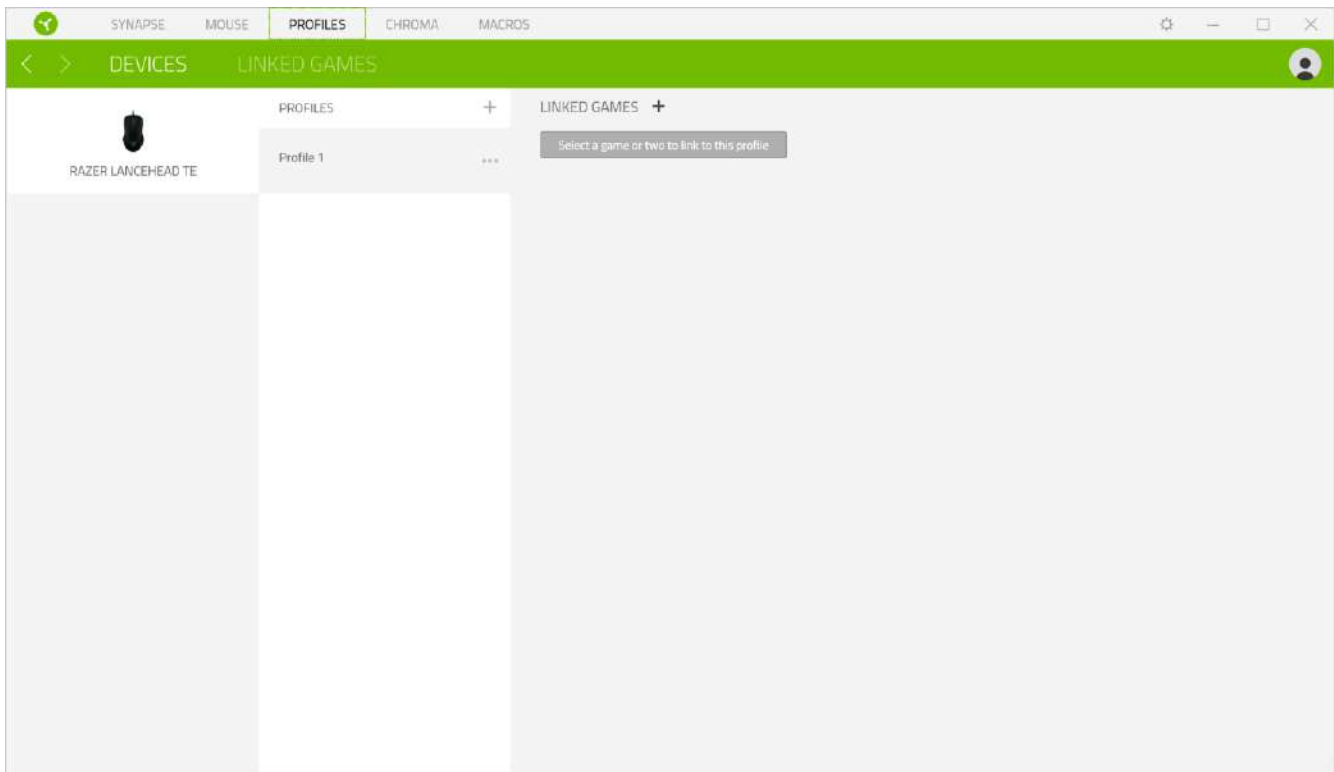 SYNAPSE MOUSE PROFILES CHROMA MACROS
DEVICES LINKED GAMES
RAZER LANCEHEAD TE
PROFILES
Profile 1
LINKED GAMES
Select a game or two to link to this profile